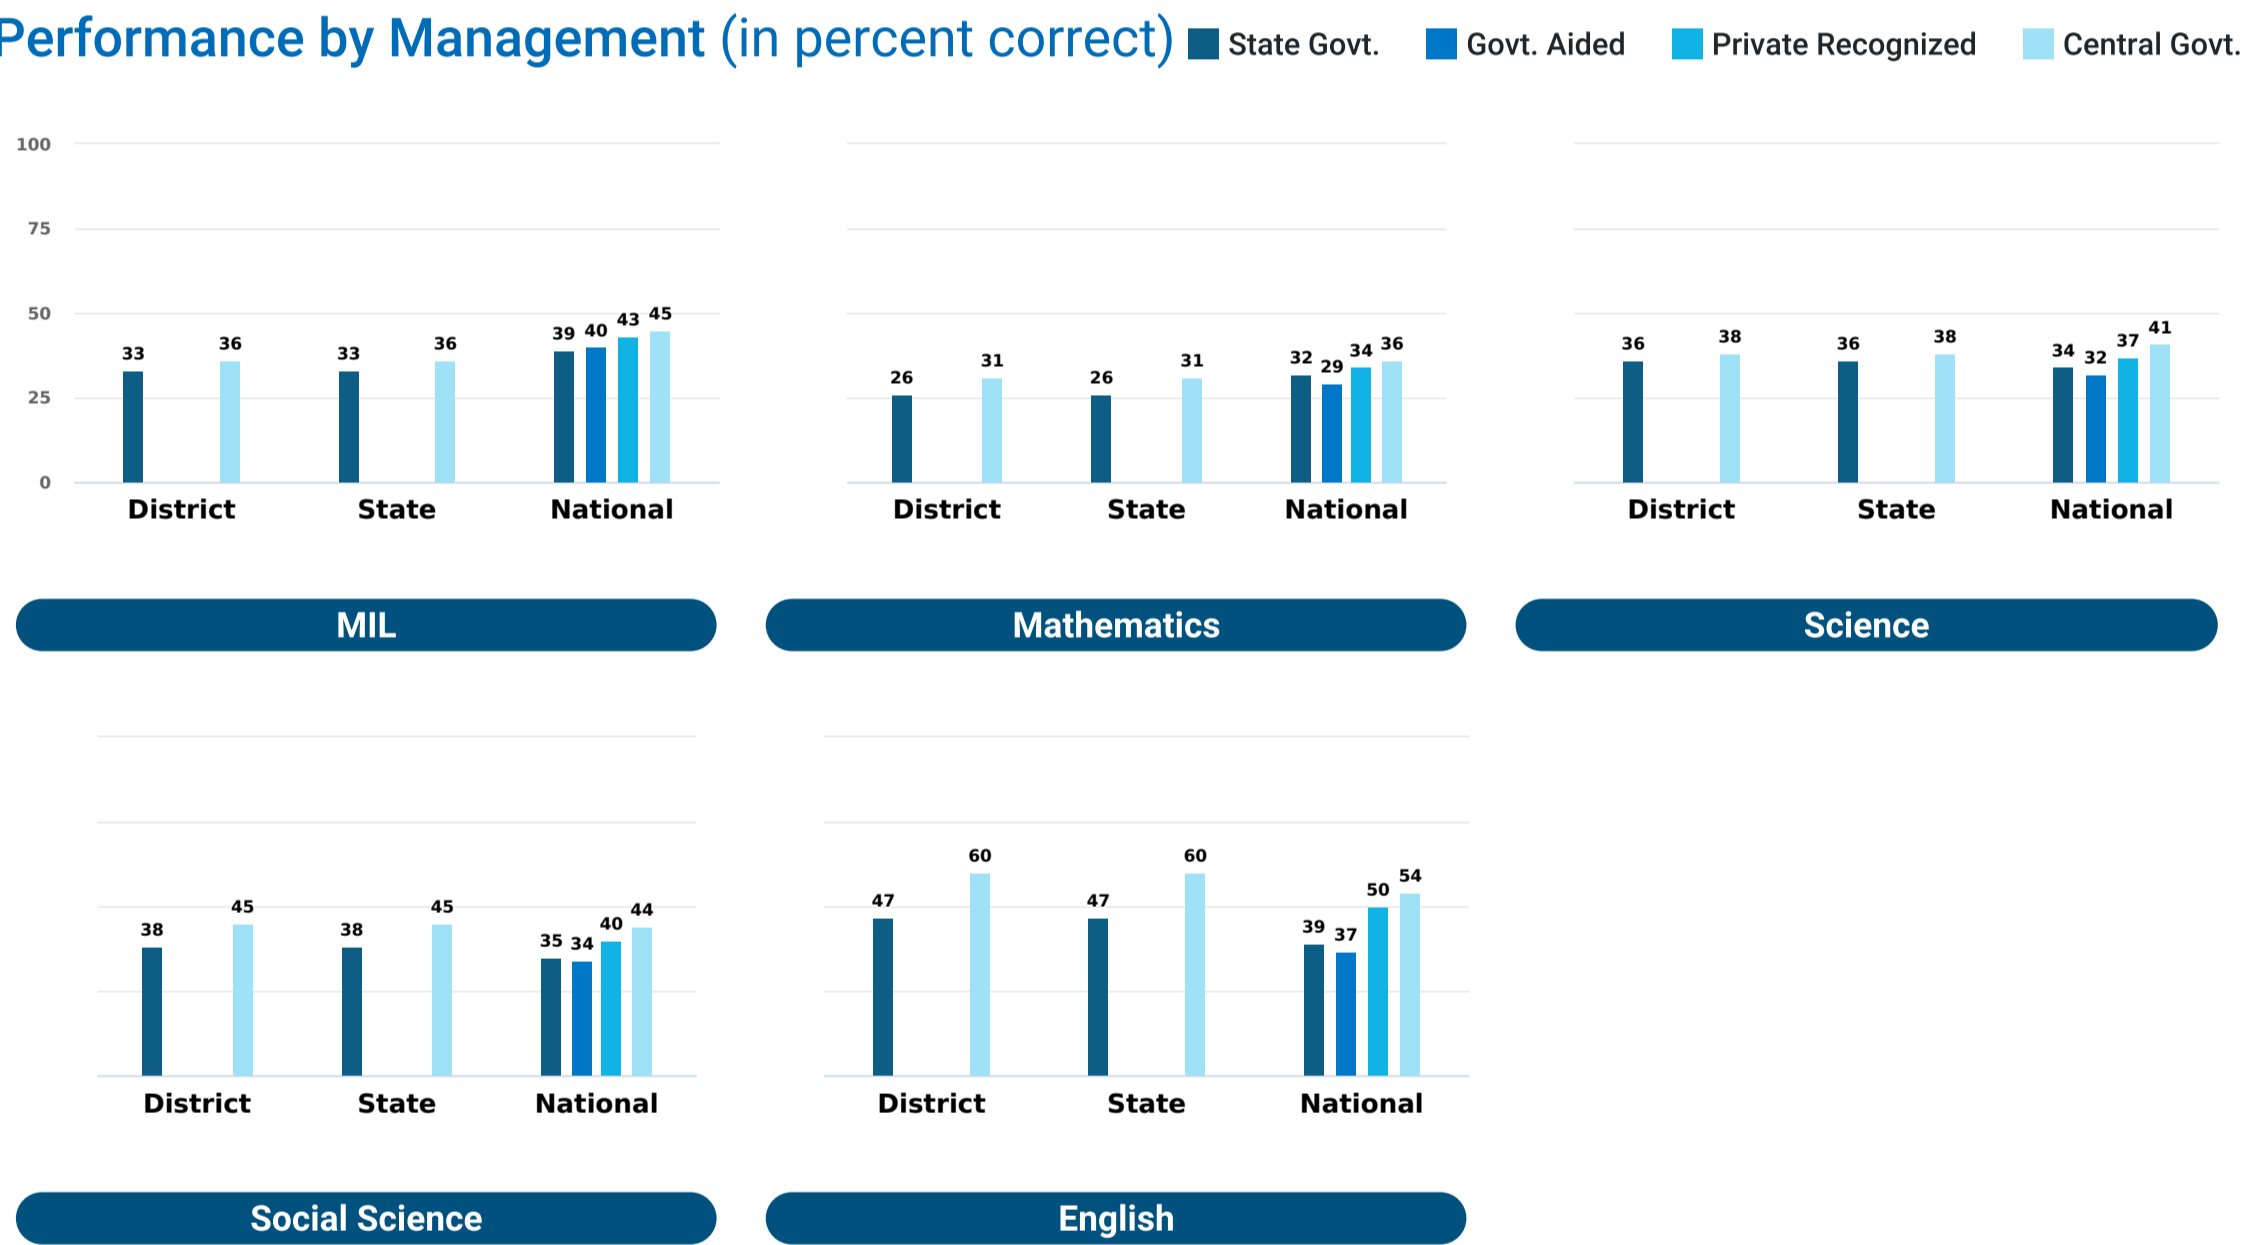 Performance by Management (in percent correct) State Govt. Govt. Aided Private Recognized Central Govt.
100
75
50
25
0
33 36 33 36 39 40 43 45
District State National
MIL
26 31 26 31 32 29 34 36
District State National
Mathematics
36 38 36 38 34 32 37 41
District State National
Science
38 45 38 45 35 34 40 44
District State National
Social Science
47 60 47 60 39 37 50 54
District State National
English